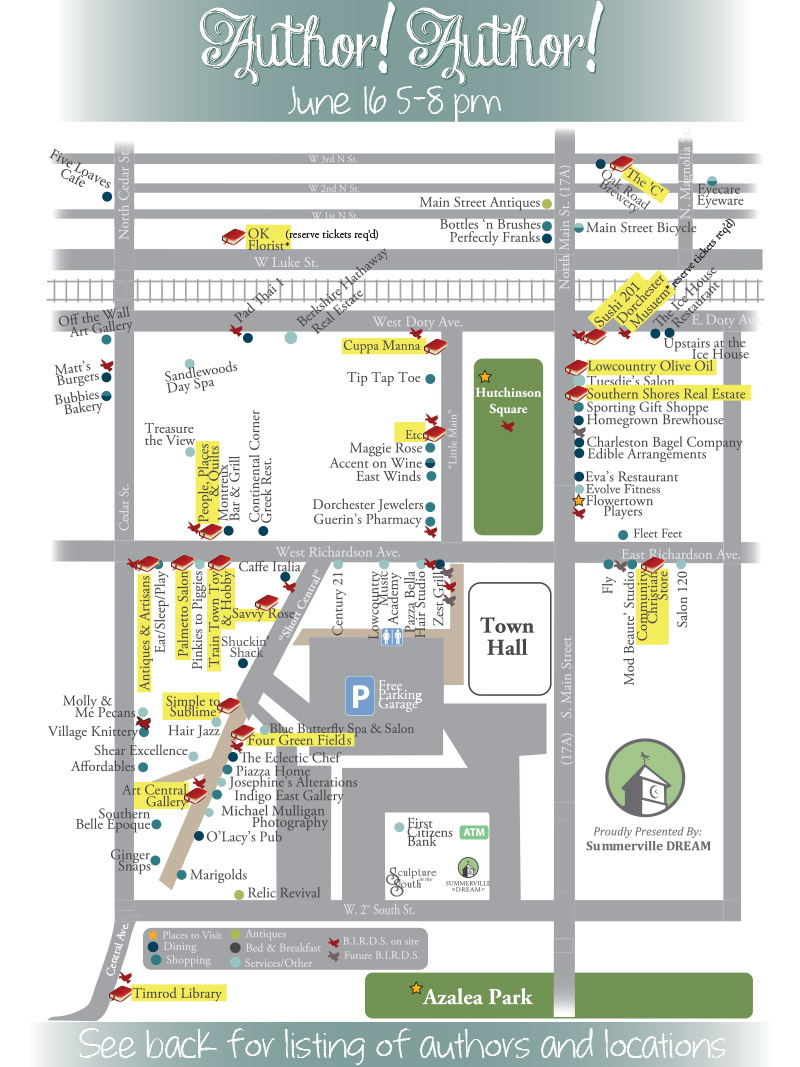 Author! Author!
June 16 5-8 pm
Five Leaves
Cafe
North Cedar St.
W 3rd N St.
W 2nd N St.
W 1st N St.
W Luke St.
OK
Florist*
(reserve tickets req'd)
Main Street Antiques
Bottles 'n Brushes
Perfectly Franks
North Main St. (17A)
The 'C'
Oak Road
Brewery
N. Magnolia St.
Eyecare
Eyeware
Main Street Bicycle
Off the Wall
Art Gallery
Pad Thai 1
Berkshire Hathaway
Real Estate
West Doty Ave.
Sushi 201
Dorchester
Musuem*
reserve tickets req'd)
The Ice House
Restaurant
E. Doty Ave
Upstairs at the
Ice House
Matt's
Burgers
Bubbies
Bakery
Sandlewoods
Day Spa
Cuppa Manna
Tip Tap Toe
Hutchinson
Square
"Little Main"
Lowcountry Olive Oil
Tuesdie's Salon
Southern Shores Real Estate
Sporting Gift Shoppe
Homegrown Brewhouse
Charleston Bagel Company
Edible Arrangements
Eva's Restaurant
Evolve Fitness
Flowertown
Players
Fleet Feet
Treasure
the View
People, Places
& Quilts
Montreux
Bar & Grill
Continental Corner
Greek Rest.
Etc
Maggie Rose
Accent on Wine
East Winds
Dorchester Jewelers
Guerin's Pharmacy
Cedar St.
West Richardson Ave.
East Richardson Ave.
Antiques & Artisans
Eat/Sleep/Play
Palmetto Salon
Pinkies to Piggies
Train Town Toy
& Hobby
Caffe Italia
Savvy Rose
Shuckin'
Shack
"Short Central"
Century 21
Lowcountry
Music
Academy
Pazza Bella
Hair Studio
Zest Grill
Town
Hall
Fly
Mod Beaute' Studio
Community
Christian
Store
Salon 120
S. Main Street
(17A)
P
Free
Parking
Garage
Molly &
Me Pecans
Village Knittery
Simple to
Sublime
Hair Jazz
Blue Butterfly Spa & Salon
Four Green Fields
Shear Excellence
Affordables
The Eclectic Chef
Piazza Home
Josephine's Alterations
Indigo East Gallery
Art Central
Gallery
Michael Mulligan
Photography
Southern
Belle Epoque
O'Lacy's Pub
Ginger
Snaps
Marigolds
Relic Revival
First
Citizens
Bank
ATM
Sculpture
in the
South
SUMMERVILLE
DREAM
Proudly Presented By:
Summerville DREAM
W. 2nd South St.
Central Ave.
Places to Visit
Dining
Shopping
Antiques
Bed & Breakfast
Services/Other
B.I.R.D.S. on site
Future B.I.R.D.S.
Timrod Library
Azalea Park
See back for listing of authors and locations